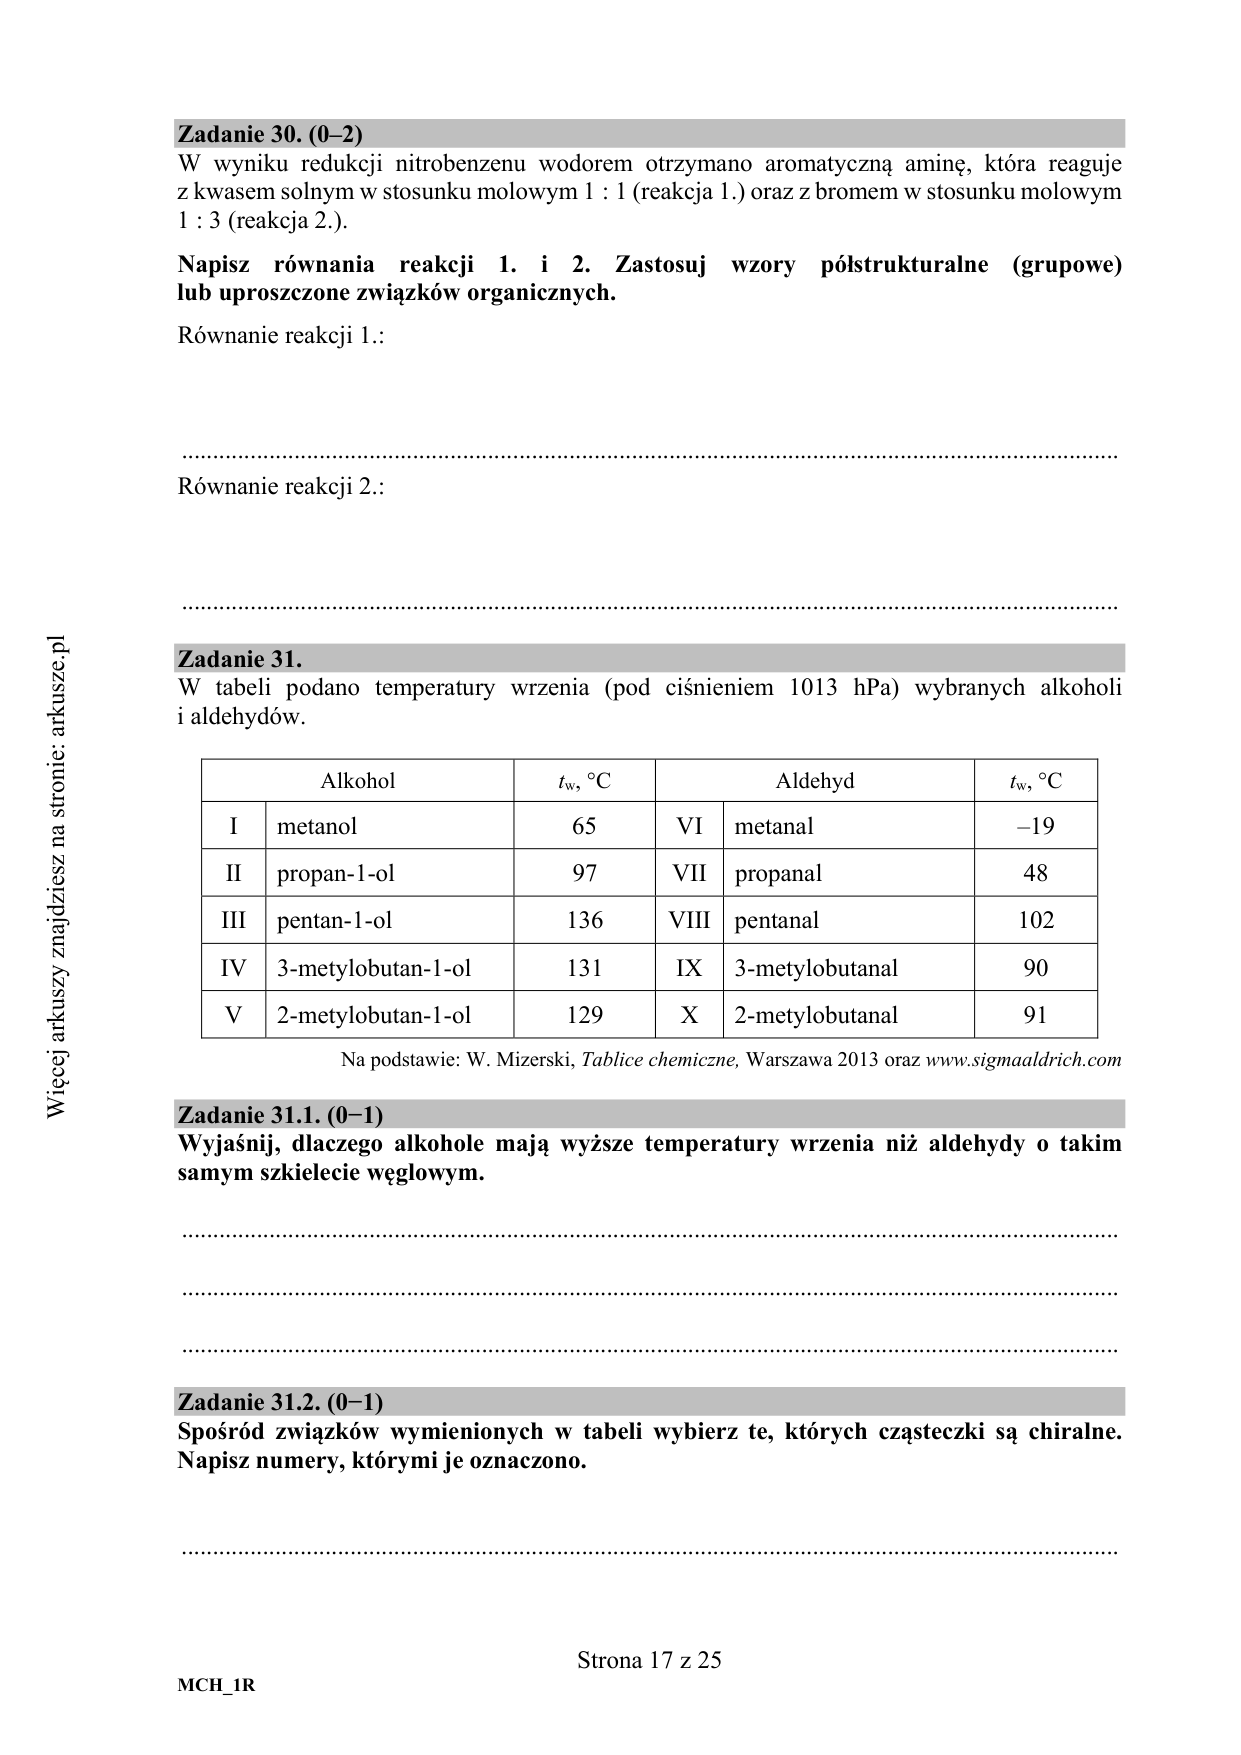 Zadanie 30. (0–2)
W wyniku redukcji nitrobenzenu wodorem otrzymano aromatyczną aminę, która reaguje
z kwasem solnym w stosunku molowym 1 : 1 (reakcja 1.) oraz z bromem w stosunku molowym
1 : 3 (reakcja 2.).
Napisz równania reakcji 1. i 2. Zastosuj wzory półstrukturalne (grupowe)
lub uproszczone związków organicznych.
Równanie reakcji 1.:
Równanie reakcji 2.:
Zadanie 31.
W tabeli podano temperatury wrzenia (pod ciśnieniem 1013 hPa) wybranych alkoholi
i aldehydów.
Alkohol tw, °C Aldehyd tw, °C
I metanol 65 VI metanal –19
II propan-1-ol 97 VII propanal 48
III pentan-1-ol 136 VIII pentanal 102
IV 3-metylobutan-1-ol 131 IX 3-metylobutanal 90
V 2-metylobutan-1-ol 129 X 2-metylobutanal 91
Na podstawie: W. Mizerski, Tablice chemiczne, Warszawa 2013 oraz www.sigmaaldrich.com
Zadanie 31.1. (0−1)
Wyjaśnij, dlaczego alkohole mają wyższe temperatury wrzenia niż aldehydy o takim
samym szkielecie węglowym.
Zadanie 31.2. (0−1)
Spośród związków wymienionych w tabeli wybierz te, których cząsteczki są chiralne.
Napisz numery, którymi je oznaczono.
Strona 17 z 25
MCH_1R
Więcej arkuszy znajdziesz na stronie: arkusze.pl